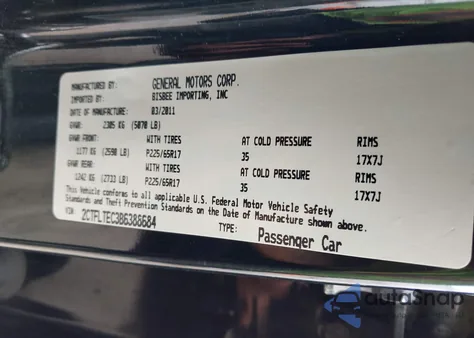 MANUFACTURED BY: GENERAL MOTORS CORP.
IMPORTED BY: BISBEE IMPORTING, INC
DATE OF MANUFACTURE: 03/2011
GVWR: 2305 KG (5070 LB)
GAWR FRONT: WITH TIRES AT COLD PRESSURE RIMS
1177 KG (2590 LB) P225/65R17 35 17X7J
GAWR REAR: WITH TIRES AT COLD PRESSURE RIMS
1242 KG (2733 LB) P225/65R17 35 17X7J
This Vehicle conforms to all applicable U.S. Federal Motor Vehicle Safety
Standards and Theft Prevention Standards on the Date of Manufacture shown above.
VIN: 2CTFLTEC3B6386684
TYPE: Passenger Car
autoSnap